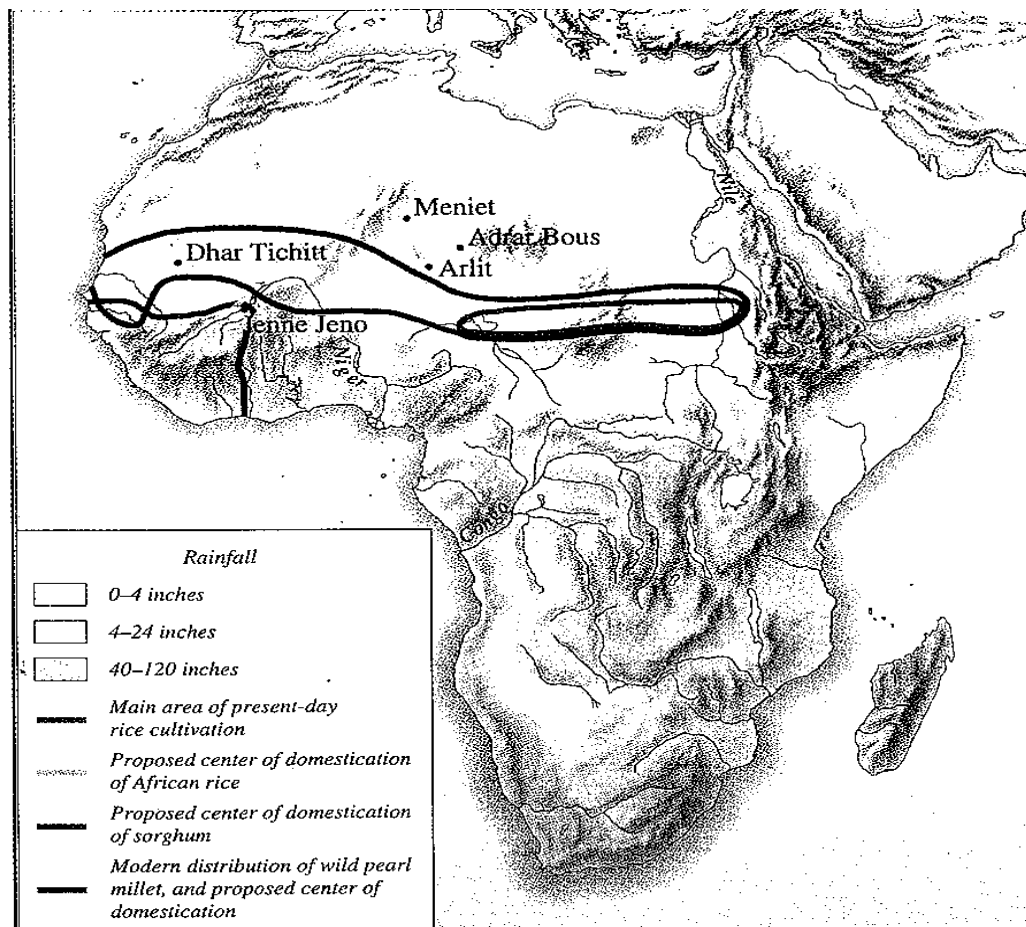 Meniet
Adrar Bous
Arlit
Dhar Tichitt
Jenne Jeno
Niger
Nile
Congo
Rainfall
0–4 inches
4–24 inches
40–120 inches
Main area of present-day
rice cultivation
Proposed center of domestication
of African rice
Proposed center of domestication
of sorghum
Modern distribution of wild pearl
millet, and proposed center of
domestication